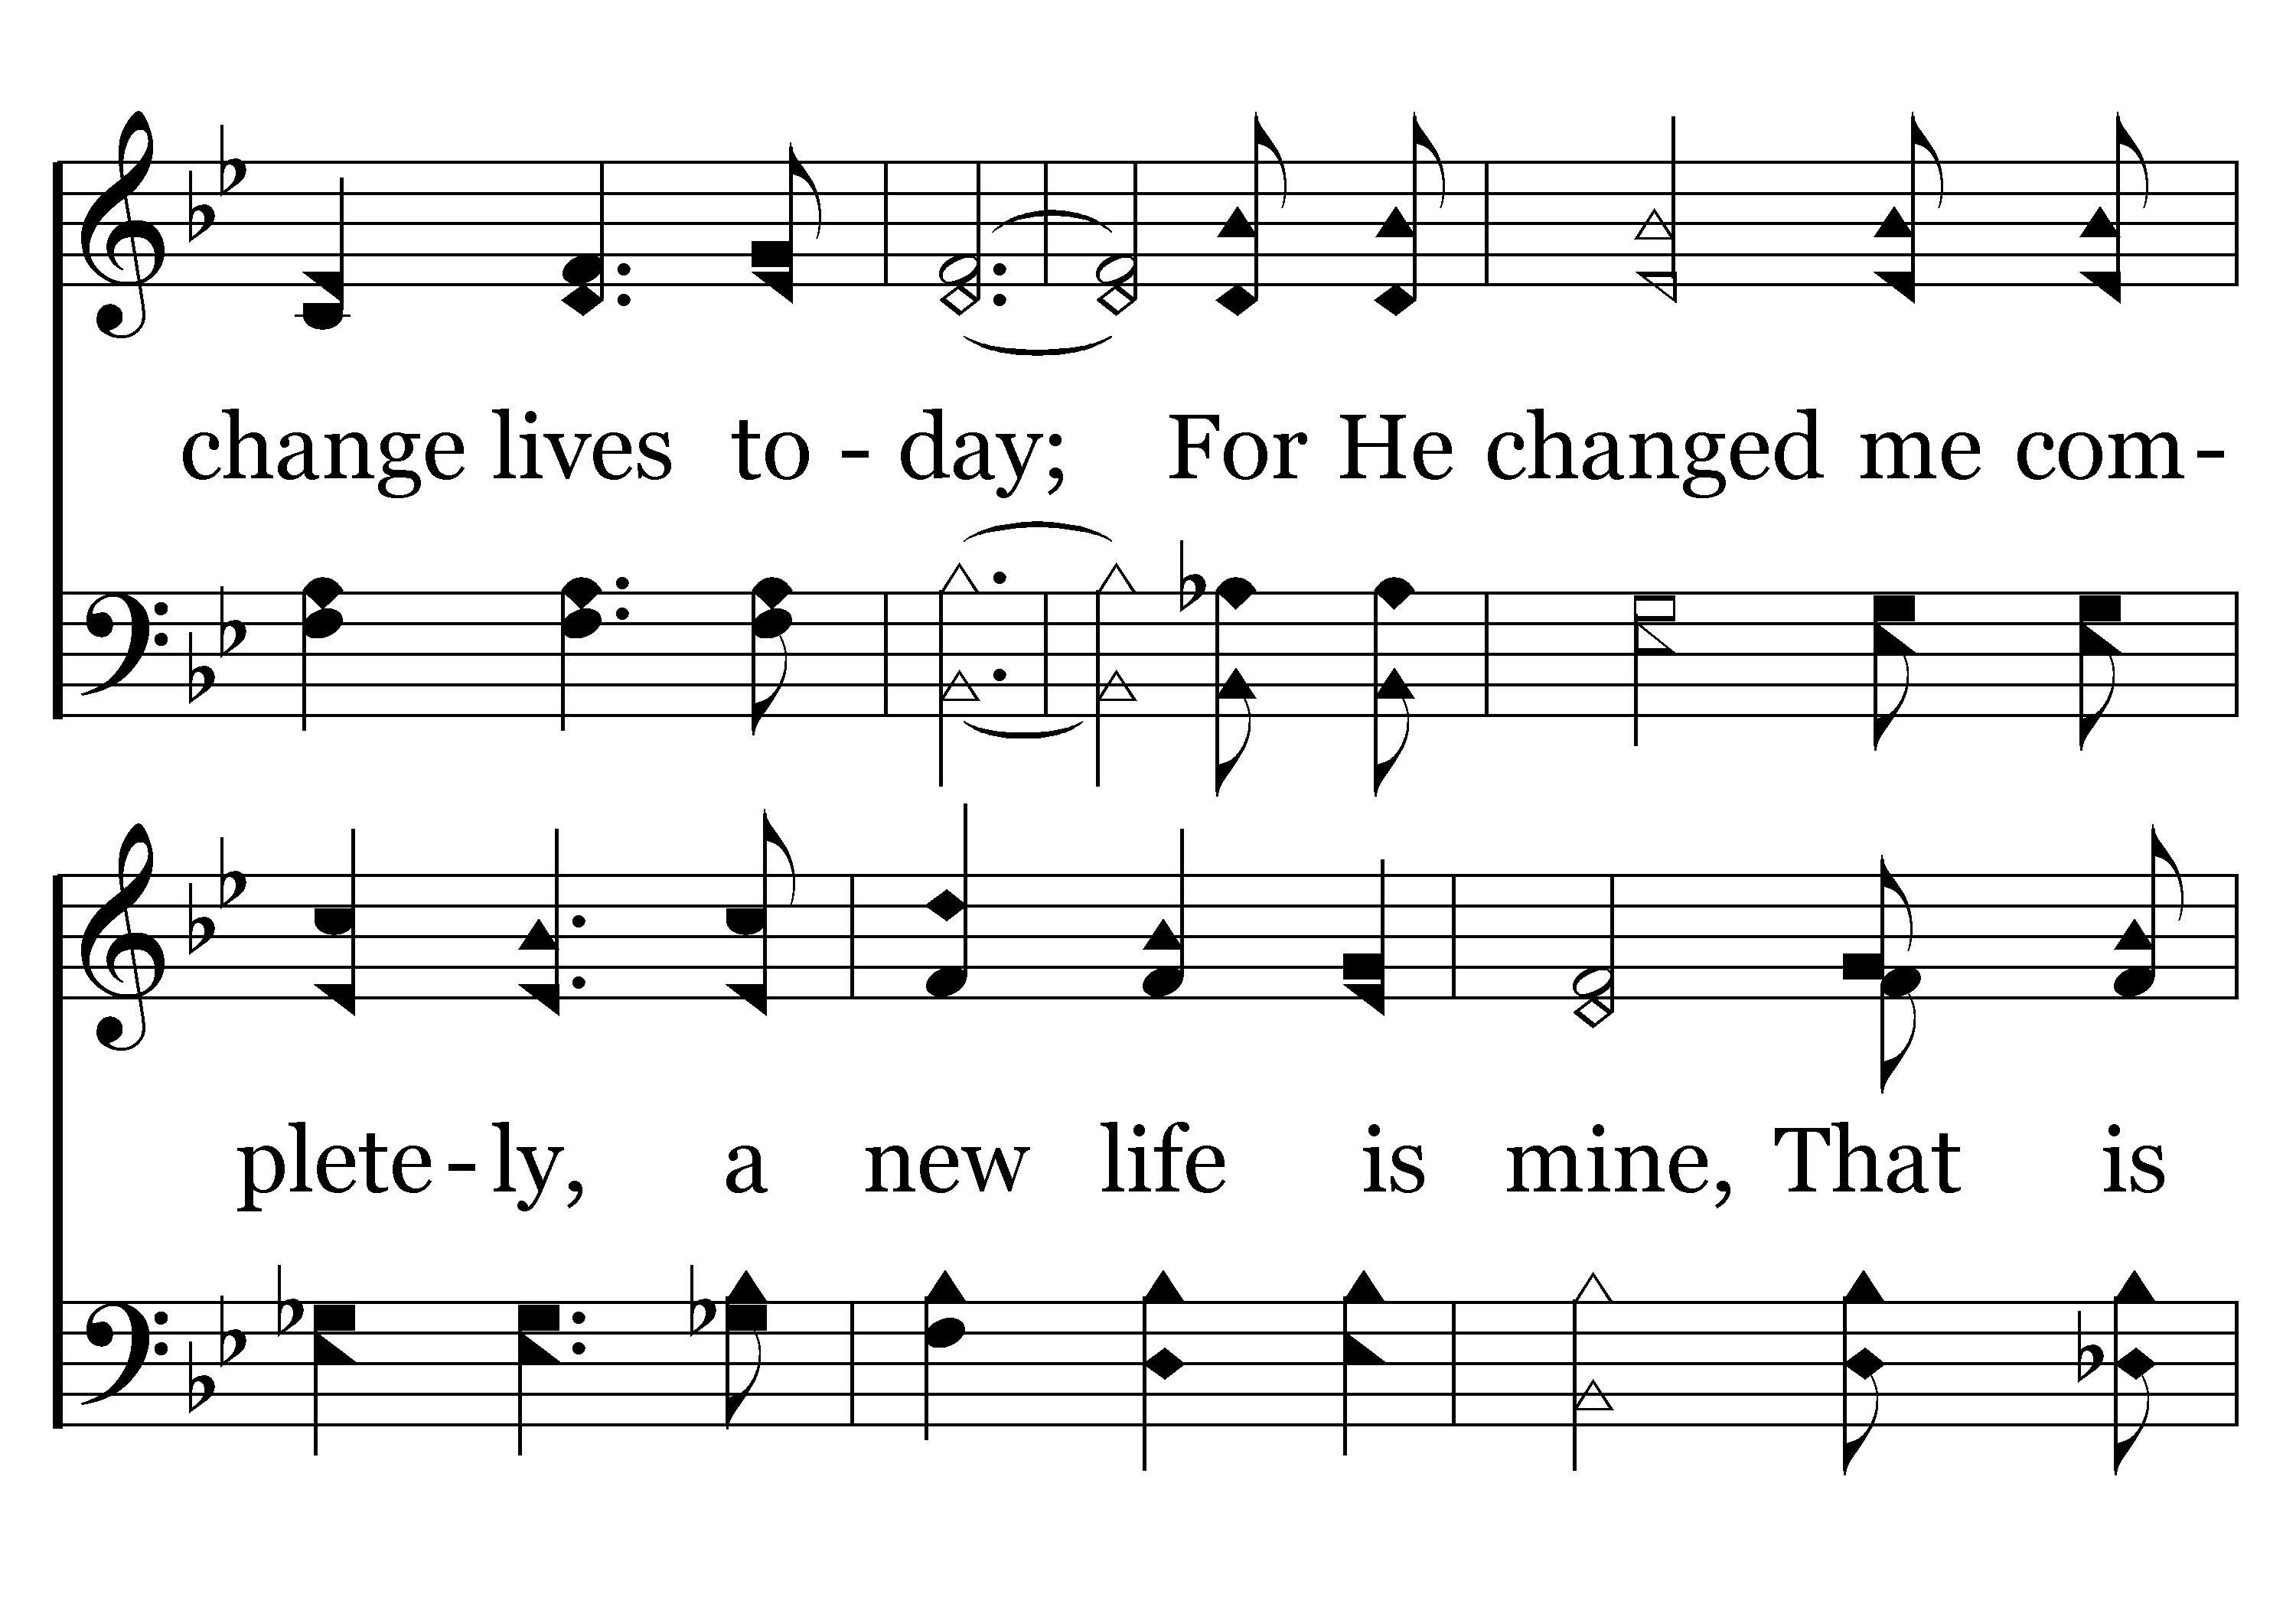 change lives to - day; For He changed me com -
plete - ly, a new life is mine, That is